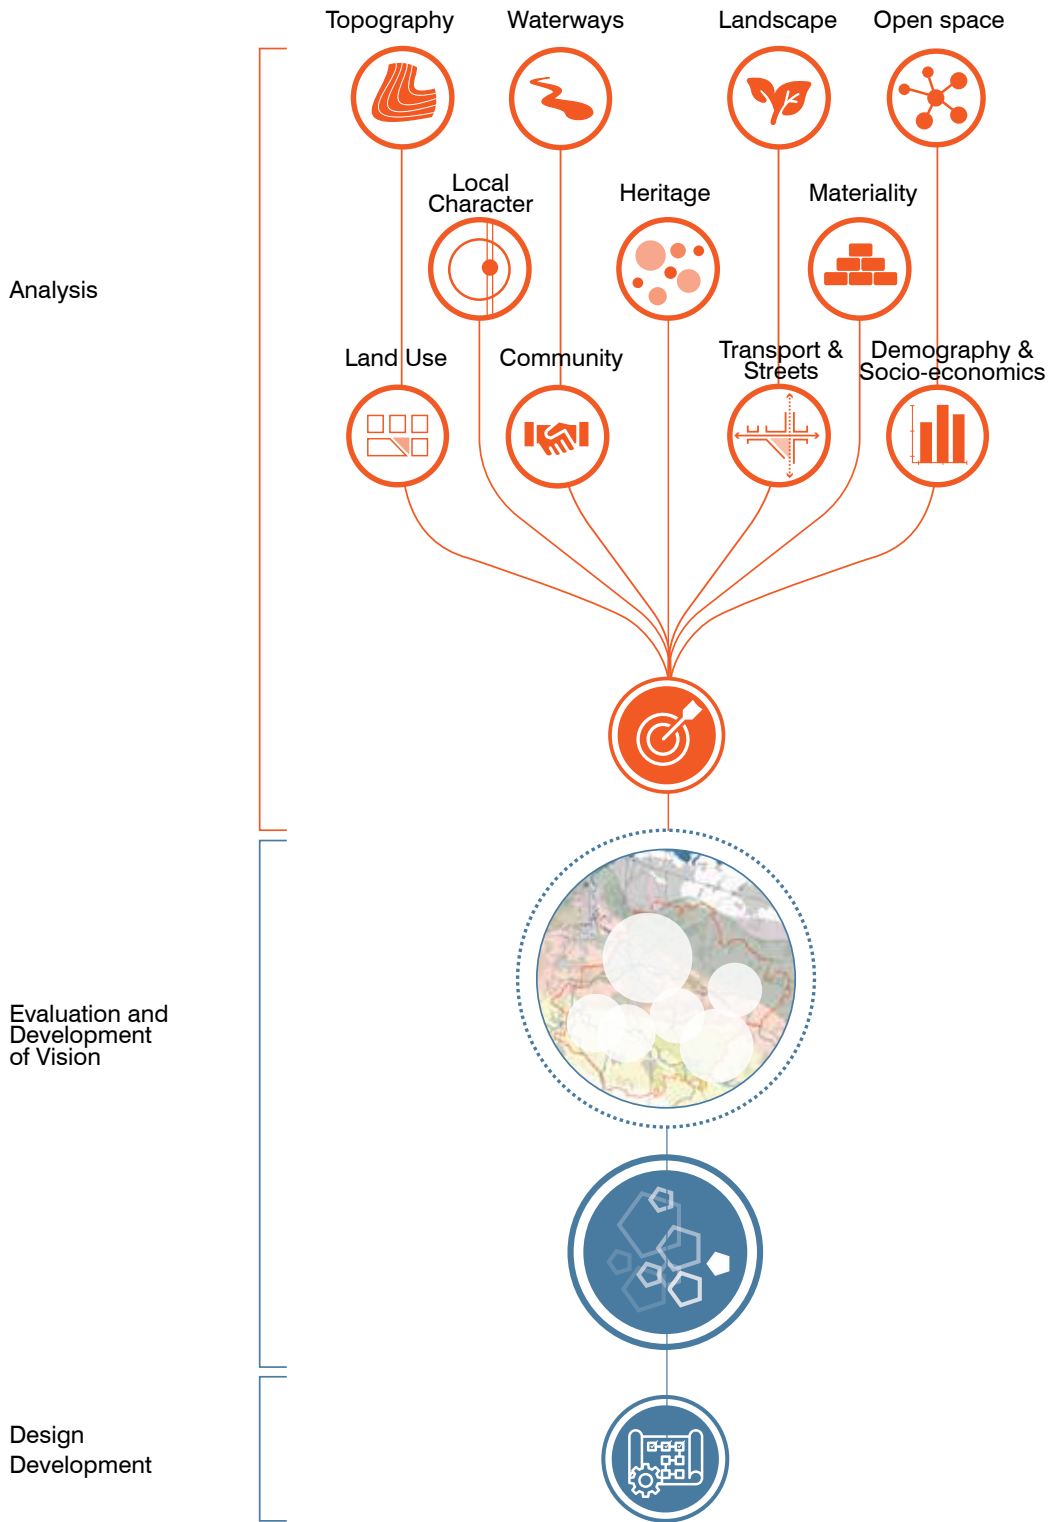 Topography
Waterways
Landscape
Open space
Local
Character
Heritage
Materiality
Analysis
Land Use
Community
Transport &
Streets
Demography &
Socio-economics
Evaluation and
Development
of Vision
Design
Development